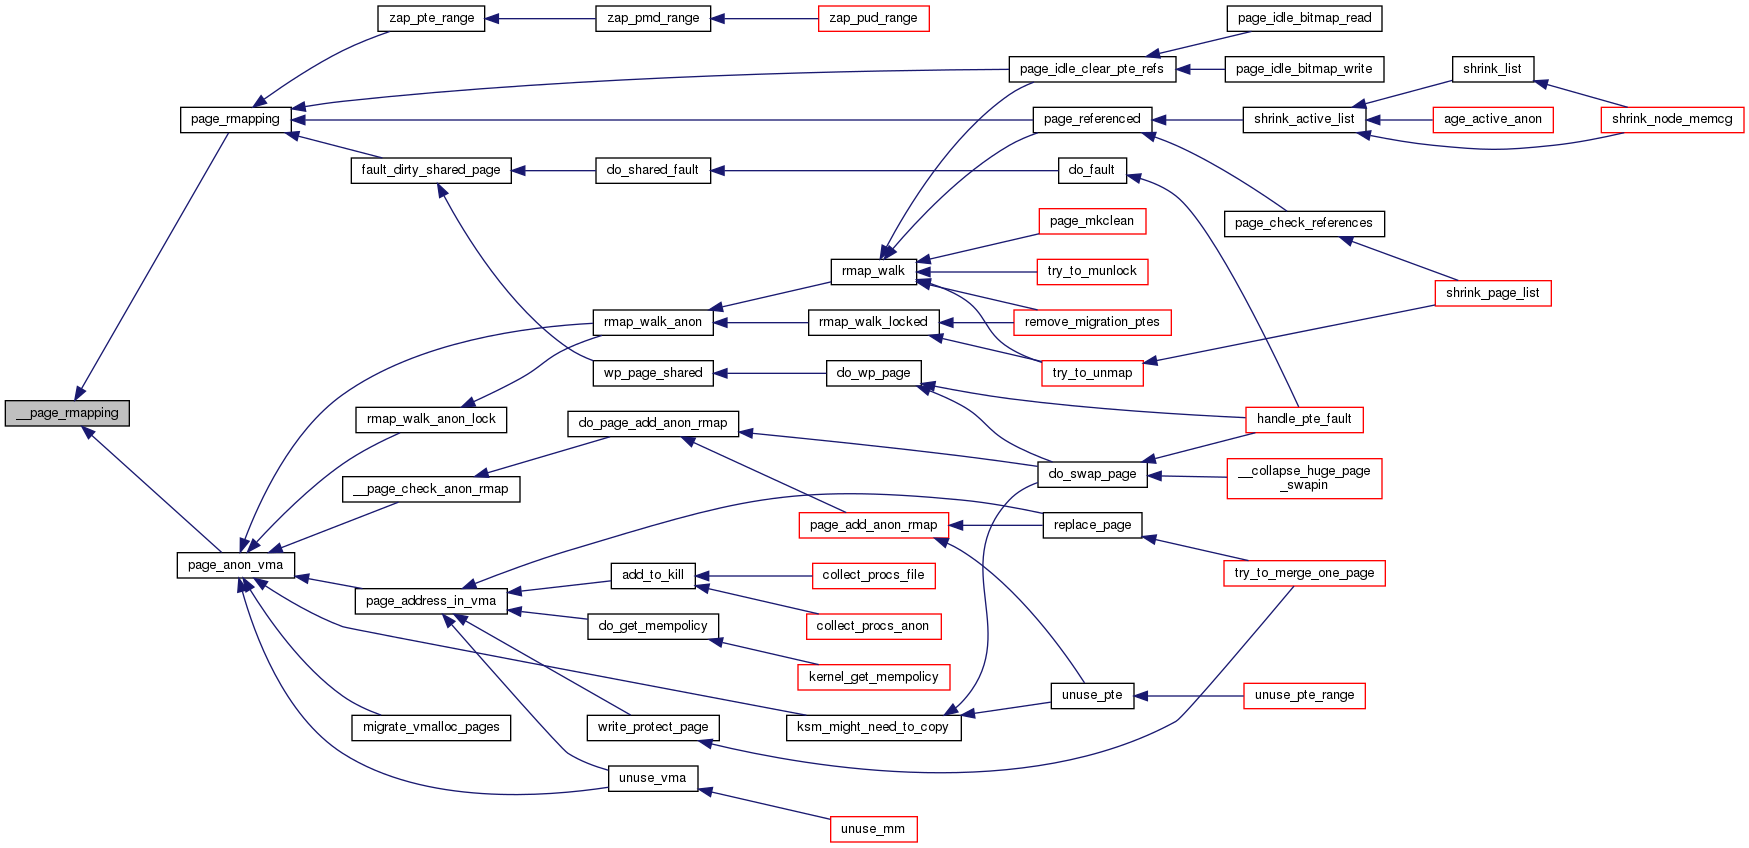 zap_pte_range
zap_pmd_range
zap_pud_range
page_idle_bitmap_read
page_idle_clear_pte_refs
page_idle_bitmap_write
shrink_list
page_rmapping
page_referenced
shrink_active_list
age_active_anon
shrink_node_memcg
fault_dirty_shared_page
do_shared_fault
do_fault
page_mkclean
page_check_references
rmap_walk
try_to_munlock
shrink_page_list
rmap_walk_anon
rmap_walk_locked
remove_migration_ptes
wp_page_shared
do_wp_page
try_to_unmap
__page_rmapping
rmap_walk_anon_lock
do_page_add_anon_rmap
handle_pte_fault
__page_check_anon_rmap
do_swap_page
__collapse_huge_page
_swapin
page_add_anon_rmap
replace_page
page_anon_vma
add_to_kill
collect_procs_file
try_to_merge_one_page
page_address_in_vma
do_get_mempolicy
collect_procs_anon
kernel_get_mempolicy
unuse_pte
unuse_pte_range
migrate_vmalloc_pages
write_protect_page
ksm_might_need_to_copy
unuse_vma
unuse_mm